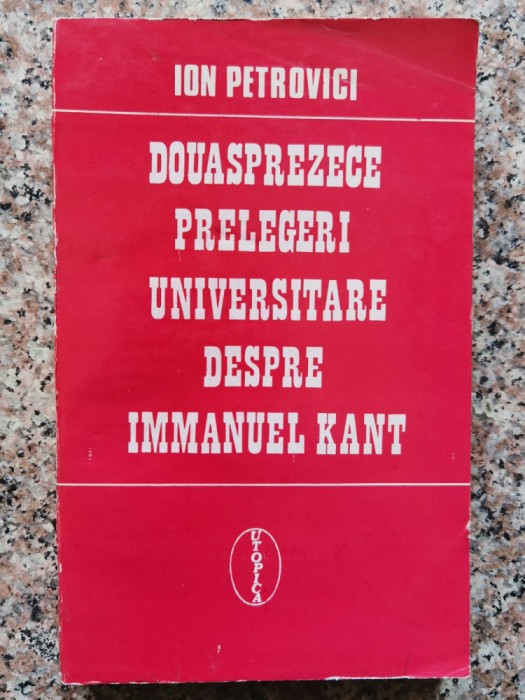 ION PETROVICI
DOUASPREZECE
PRELEGERI
UNIVERSITARE
DESPRE
IMMANUEL KANT
UTOPICA